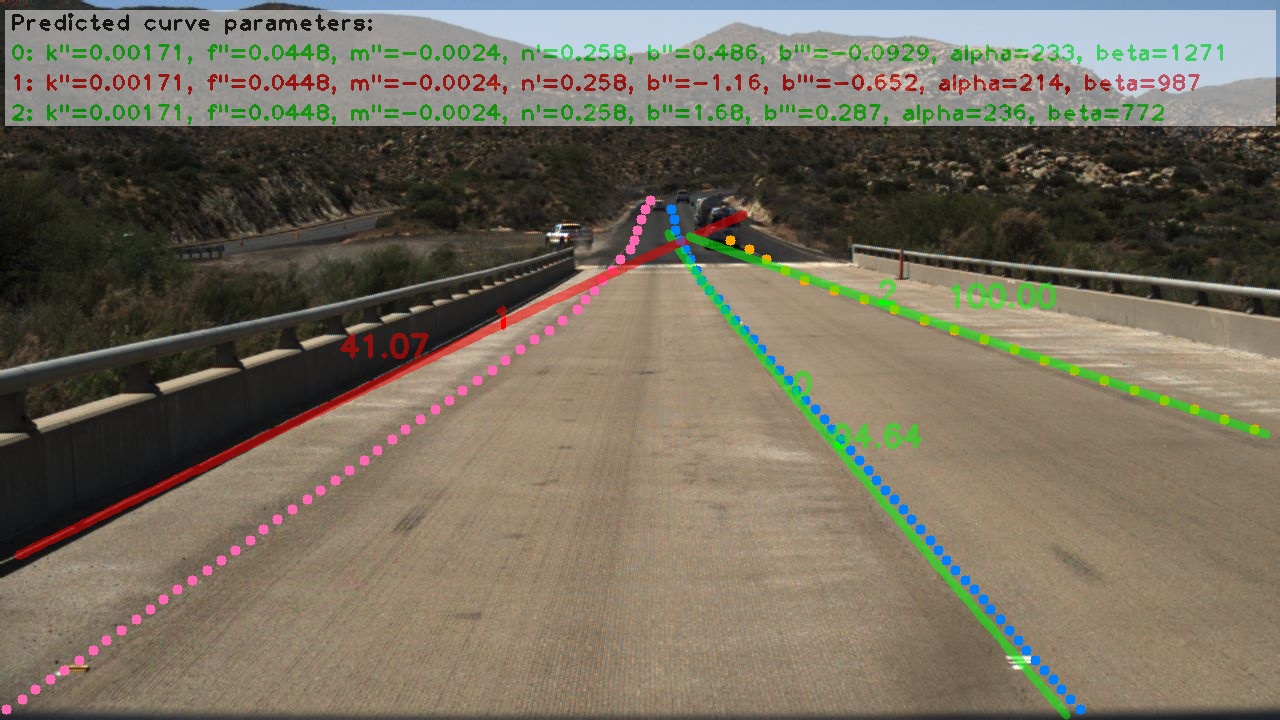 Predicted curve parameters:
0: k''=0.00171, f''=0.0448, m''=-0.0024, n'=0.258, b''=0.486, b'''=-0.0929, alpha=233, beta=1271
1: k''=0.00171, f''=0.0448, m''=-0.0024, n'=0.258, b''=-1.16, b'''=-0.652, alpha=214, beta=987
2: k''=0.00171, f''=0.0448, m''=-0.0024, n'=0.258, b''=1.68, b'''=0.287, alpha=236, beta=772
2 100.00
1
41.07
0
94.64